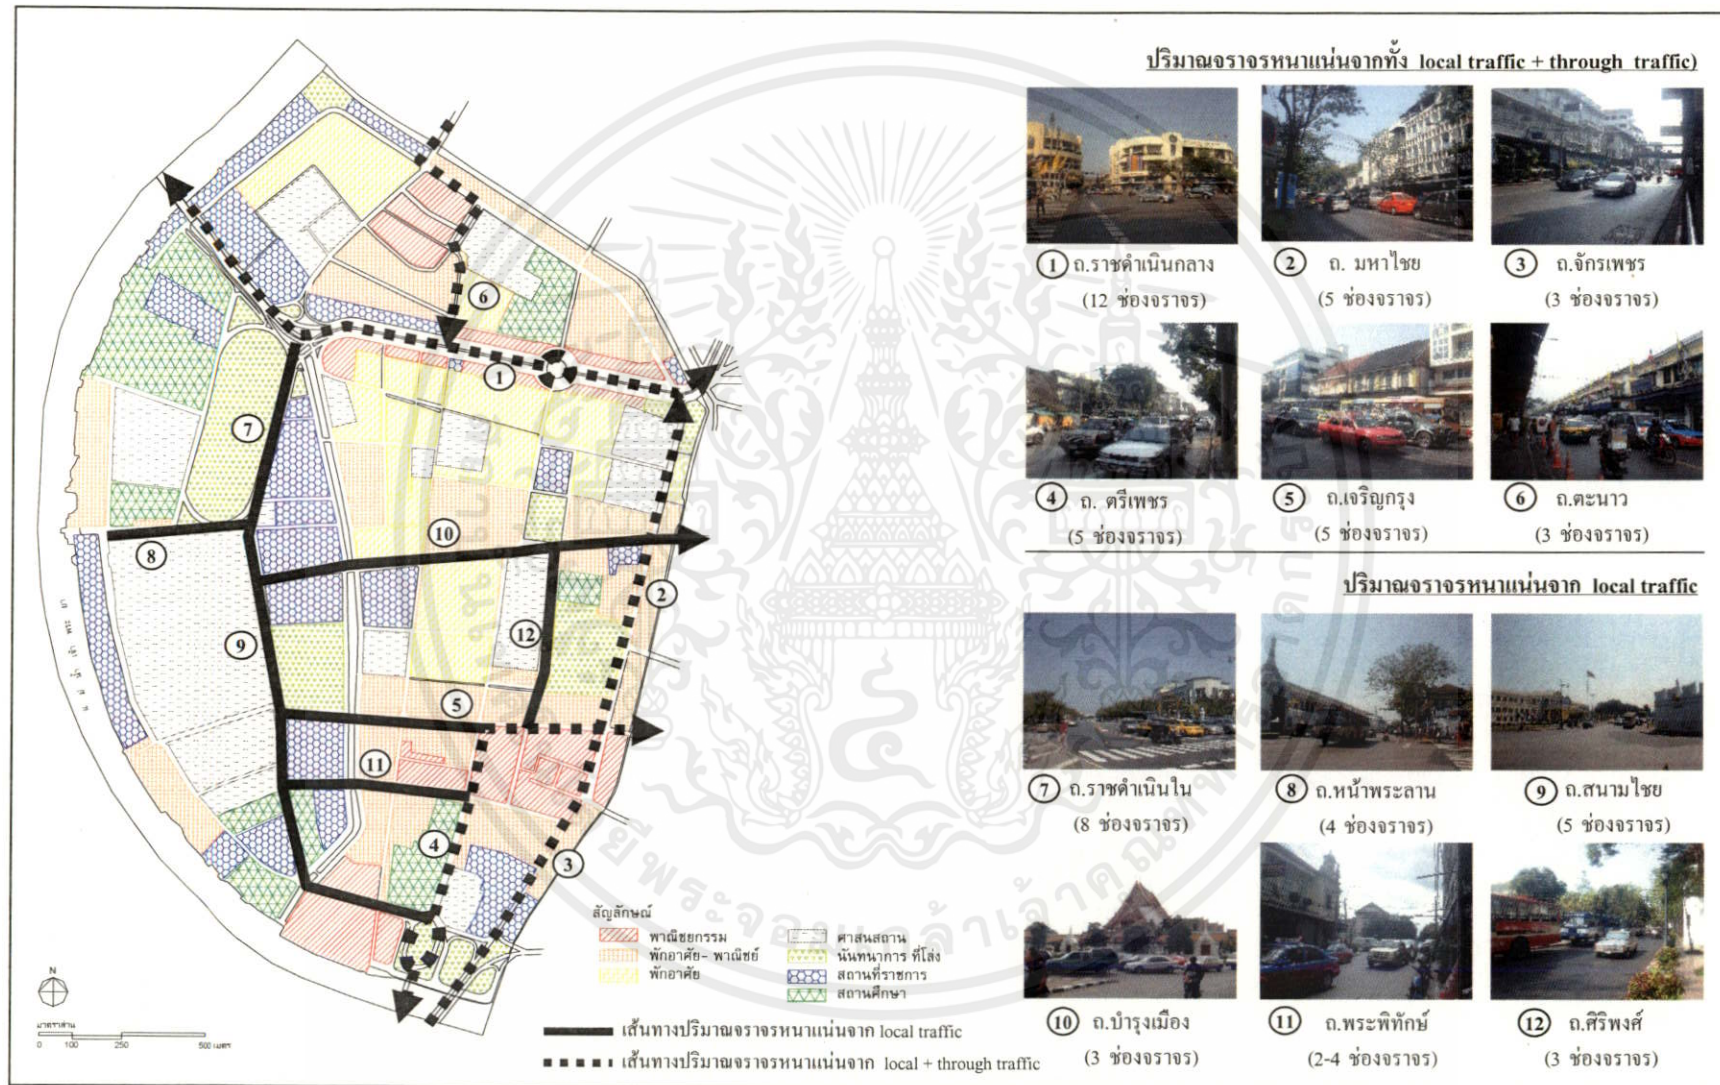 ปริมาณจราจรหนาแน่นจากทั้ง local traffic + through traffic)
1 ถ.ราชดำเนินกลาง
(12 ช่องจราจร)
2 ถ. มหาไชย
(5 ช่องจราจร)
3 ถ.จักรเพชร
(3 ช่องจราจร)
4 ถ. ตรีเพชร
(5 ช่องจราจร)
5 ถ.เจริญกรุง
(5 ช่องจราจร)
6 ถ.ตะนาว
(3 ช่องจราจร)
ปริมาณจราจรหนาแน่นจาก local traffic
7 ถ.ราชดำเนินใน
(8 ช่องจราจร)
8 ถ.หน้าพระลาน
(4 ช่องจราจร)
9 ถ.สนามไชย
(5 ช่องจราจร)
10 ถ.บำรุงเมือง
(3 ช่องจราจร)
11 ถ.พระพิทักษ์
(2-4 ช่องจราจร)
12 ถ.ศิริพงศ์
(3 ช่องจราจร)
6
1
7
10
8
2
12
9
5
11
4
3
สัญลักษณ์
พาณิชยกรรม
พักอาศัย- พาณิชย์
พักอาศัย
ศาสนสถาน
นันทนาการ ที่โล่ง
สถานที่ราชการ
สถานศึกษา
เส้นทางปริมาณจราจรหนาแน่นจาก local traffic
เส้นทางปริมาณจราจรหนาแน่นจาก local + through traffic
N
มาตราส่วน
0 100 250 500 เมตร